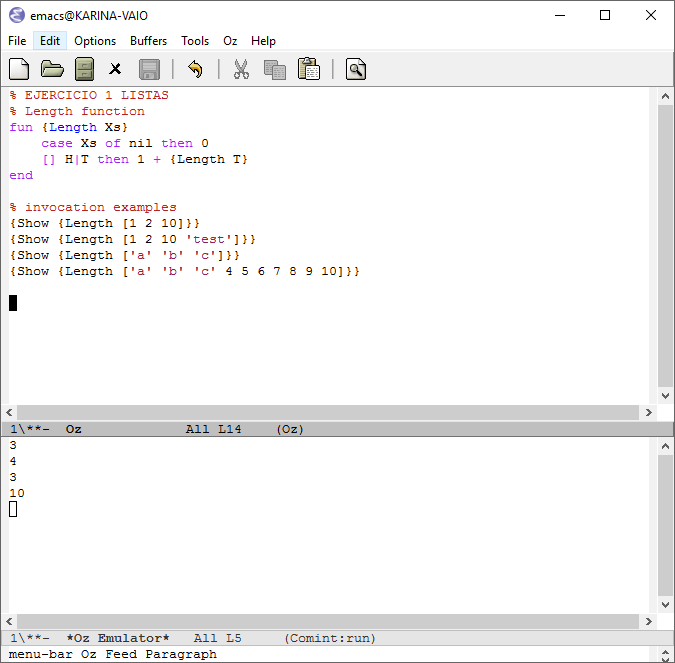 emacs@KARINA-VAIO
File Edit Options Buffers Tools Oz Help
% EJERCICIO 1 LISTAS
% Length function
fun {Length Xs}
    case Xs of nil then 0
    [] H|T then 1 + {Length T}
end
% invocation examples
{Show {Length [1 2 10]}}
{Show {Length [1 2 10 'test']}}
{Show {Length ['a' 'b' 'c']}}
{Show {Length ['a' 'b' 'c' 4 5 6 7 8 9 10]}}
1\**-  Oz             All L14    (Oz)
3
4
3
10
1\**-  *Oz Emulator*   All L5     (Comint:run)
menu-bar Oz Feed Paragraph